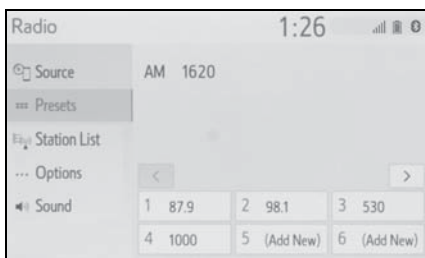 Radio 1:26
Source
AM 1620
Presets
Station List
Options
Sound
1 87.9 2 98.1 3 530
4 1000 5 (Add New) 6 (Add New)